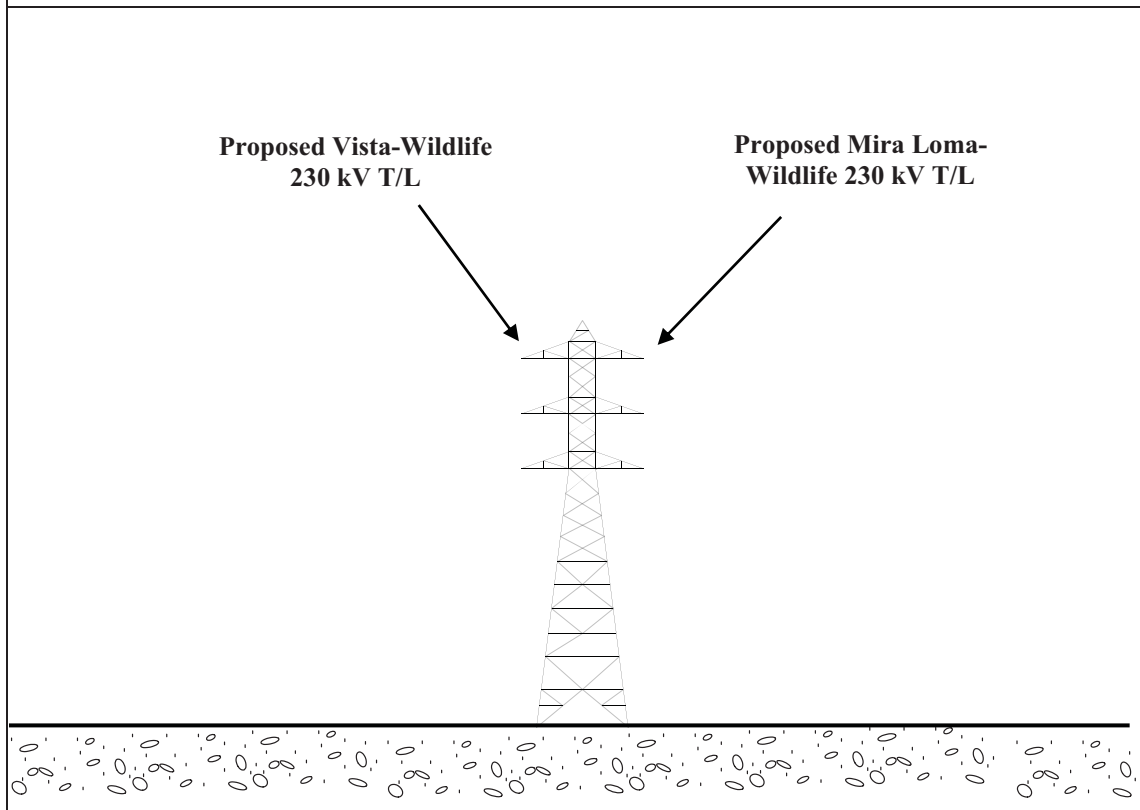 Proposed Vista-Wildlife
230 kV T/L
Proposed Mira Loma-
Wildlife 230 kV T/L